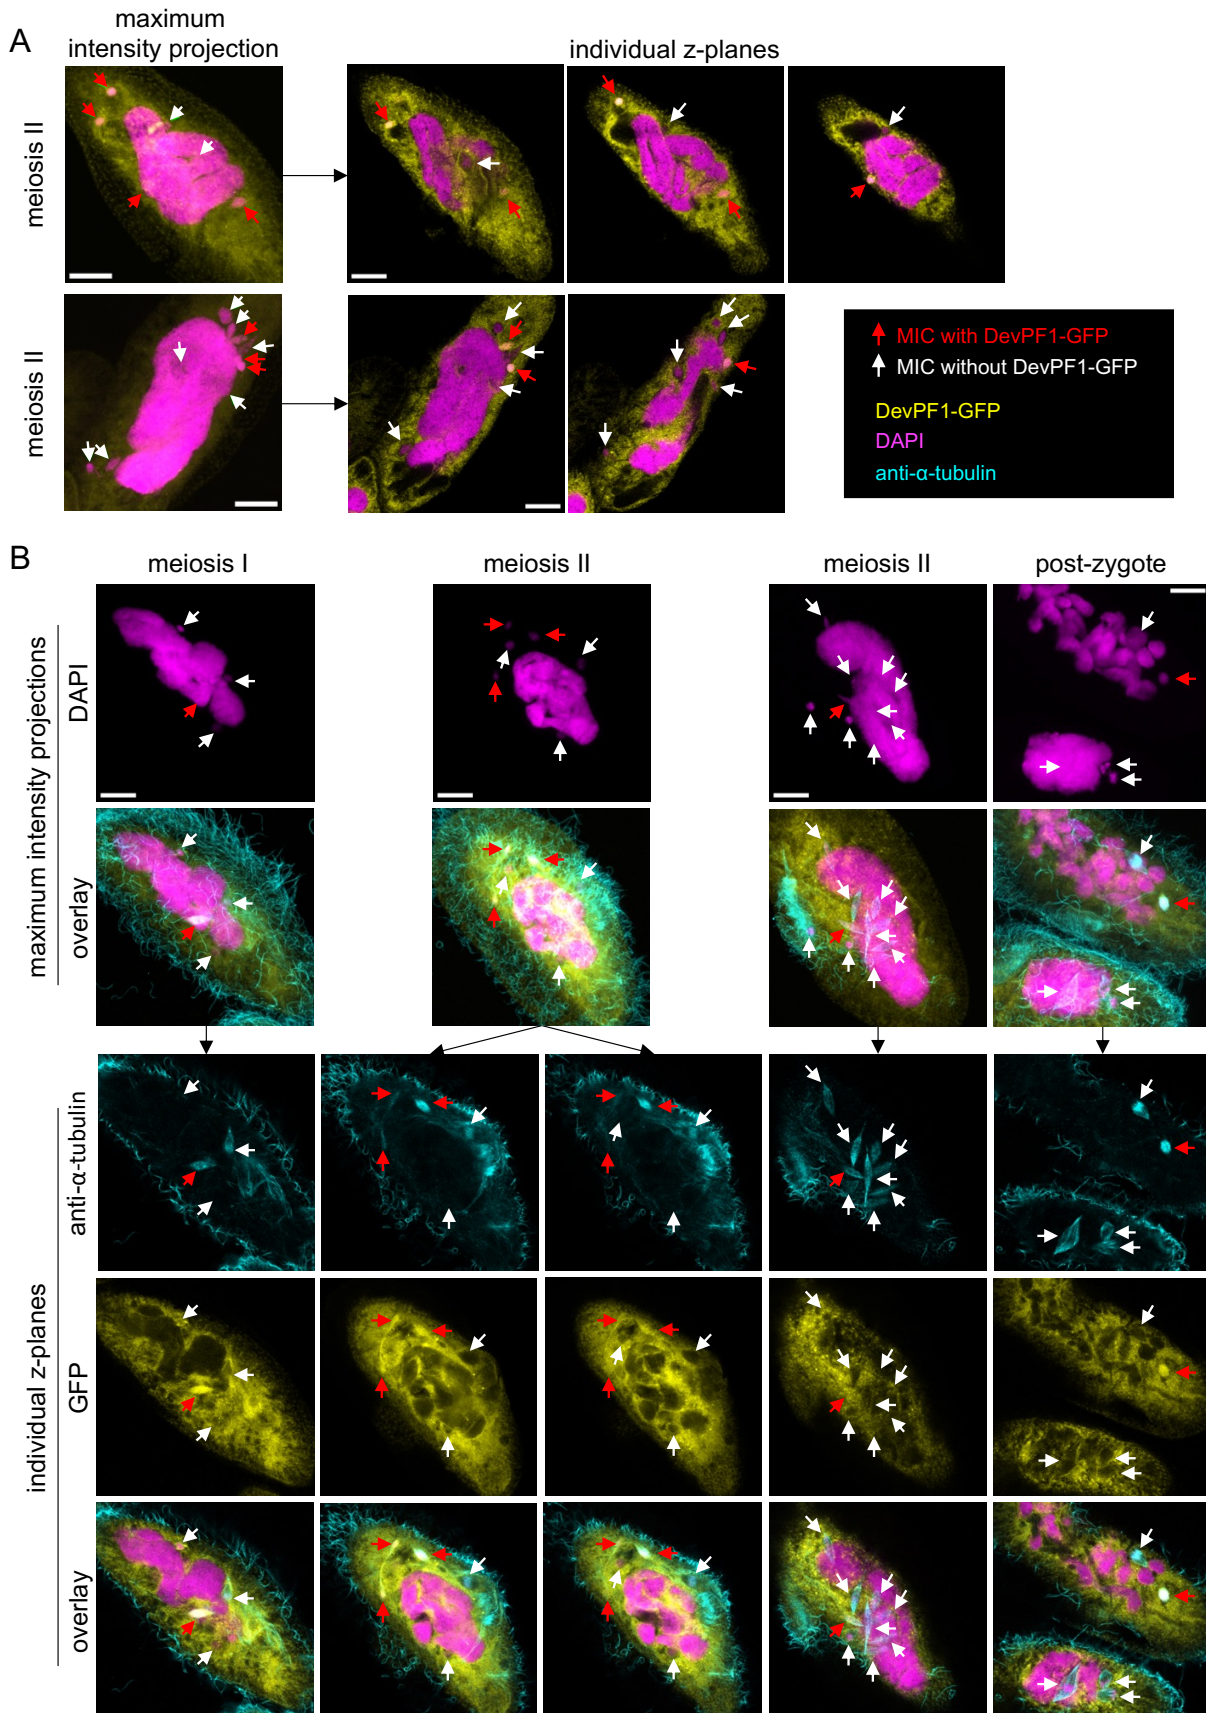 A
maximum
intensity projection
individual z-planes
meiosis II
meiosis II
MIC with DevPF1-GFP
MIC without DevPF1-GFP
DevPF1-GFP
DAPI
anti-α-tubulin
B
meiosis I
meiosis II
meiosis II
post-zygote
maximum intensity projections
DAPI
overlay
individual z-planes
anti-α-tubulin
GFP
overlay